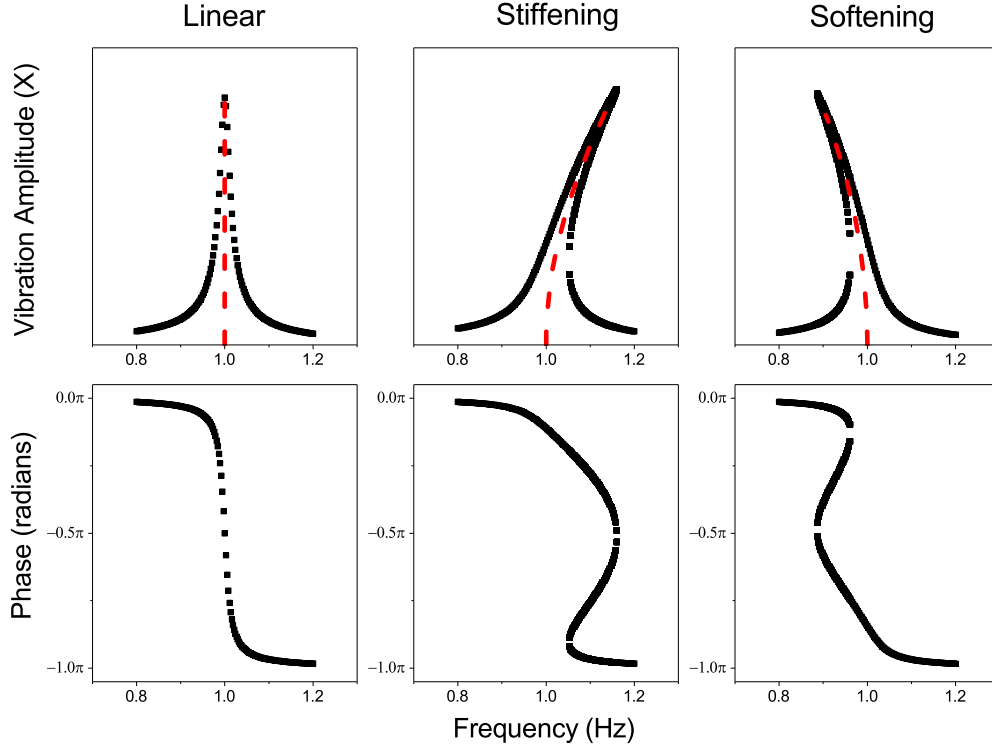 Linear Stiffening Softening
Vibration Amplitude (X)
0.8 1.0 1.2 0.8 1.0 1.2 0.8 1.0 1.2
Phase (radians)
0.0π 0.0π 0.0π
−0.5π −0.5π −0.5π
−1.0π −1.0π −1.0π
0.8 1.0 1.2 0.8 1.0 1.2 0.8 1.0 1.2
Frequency (Hz)